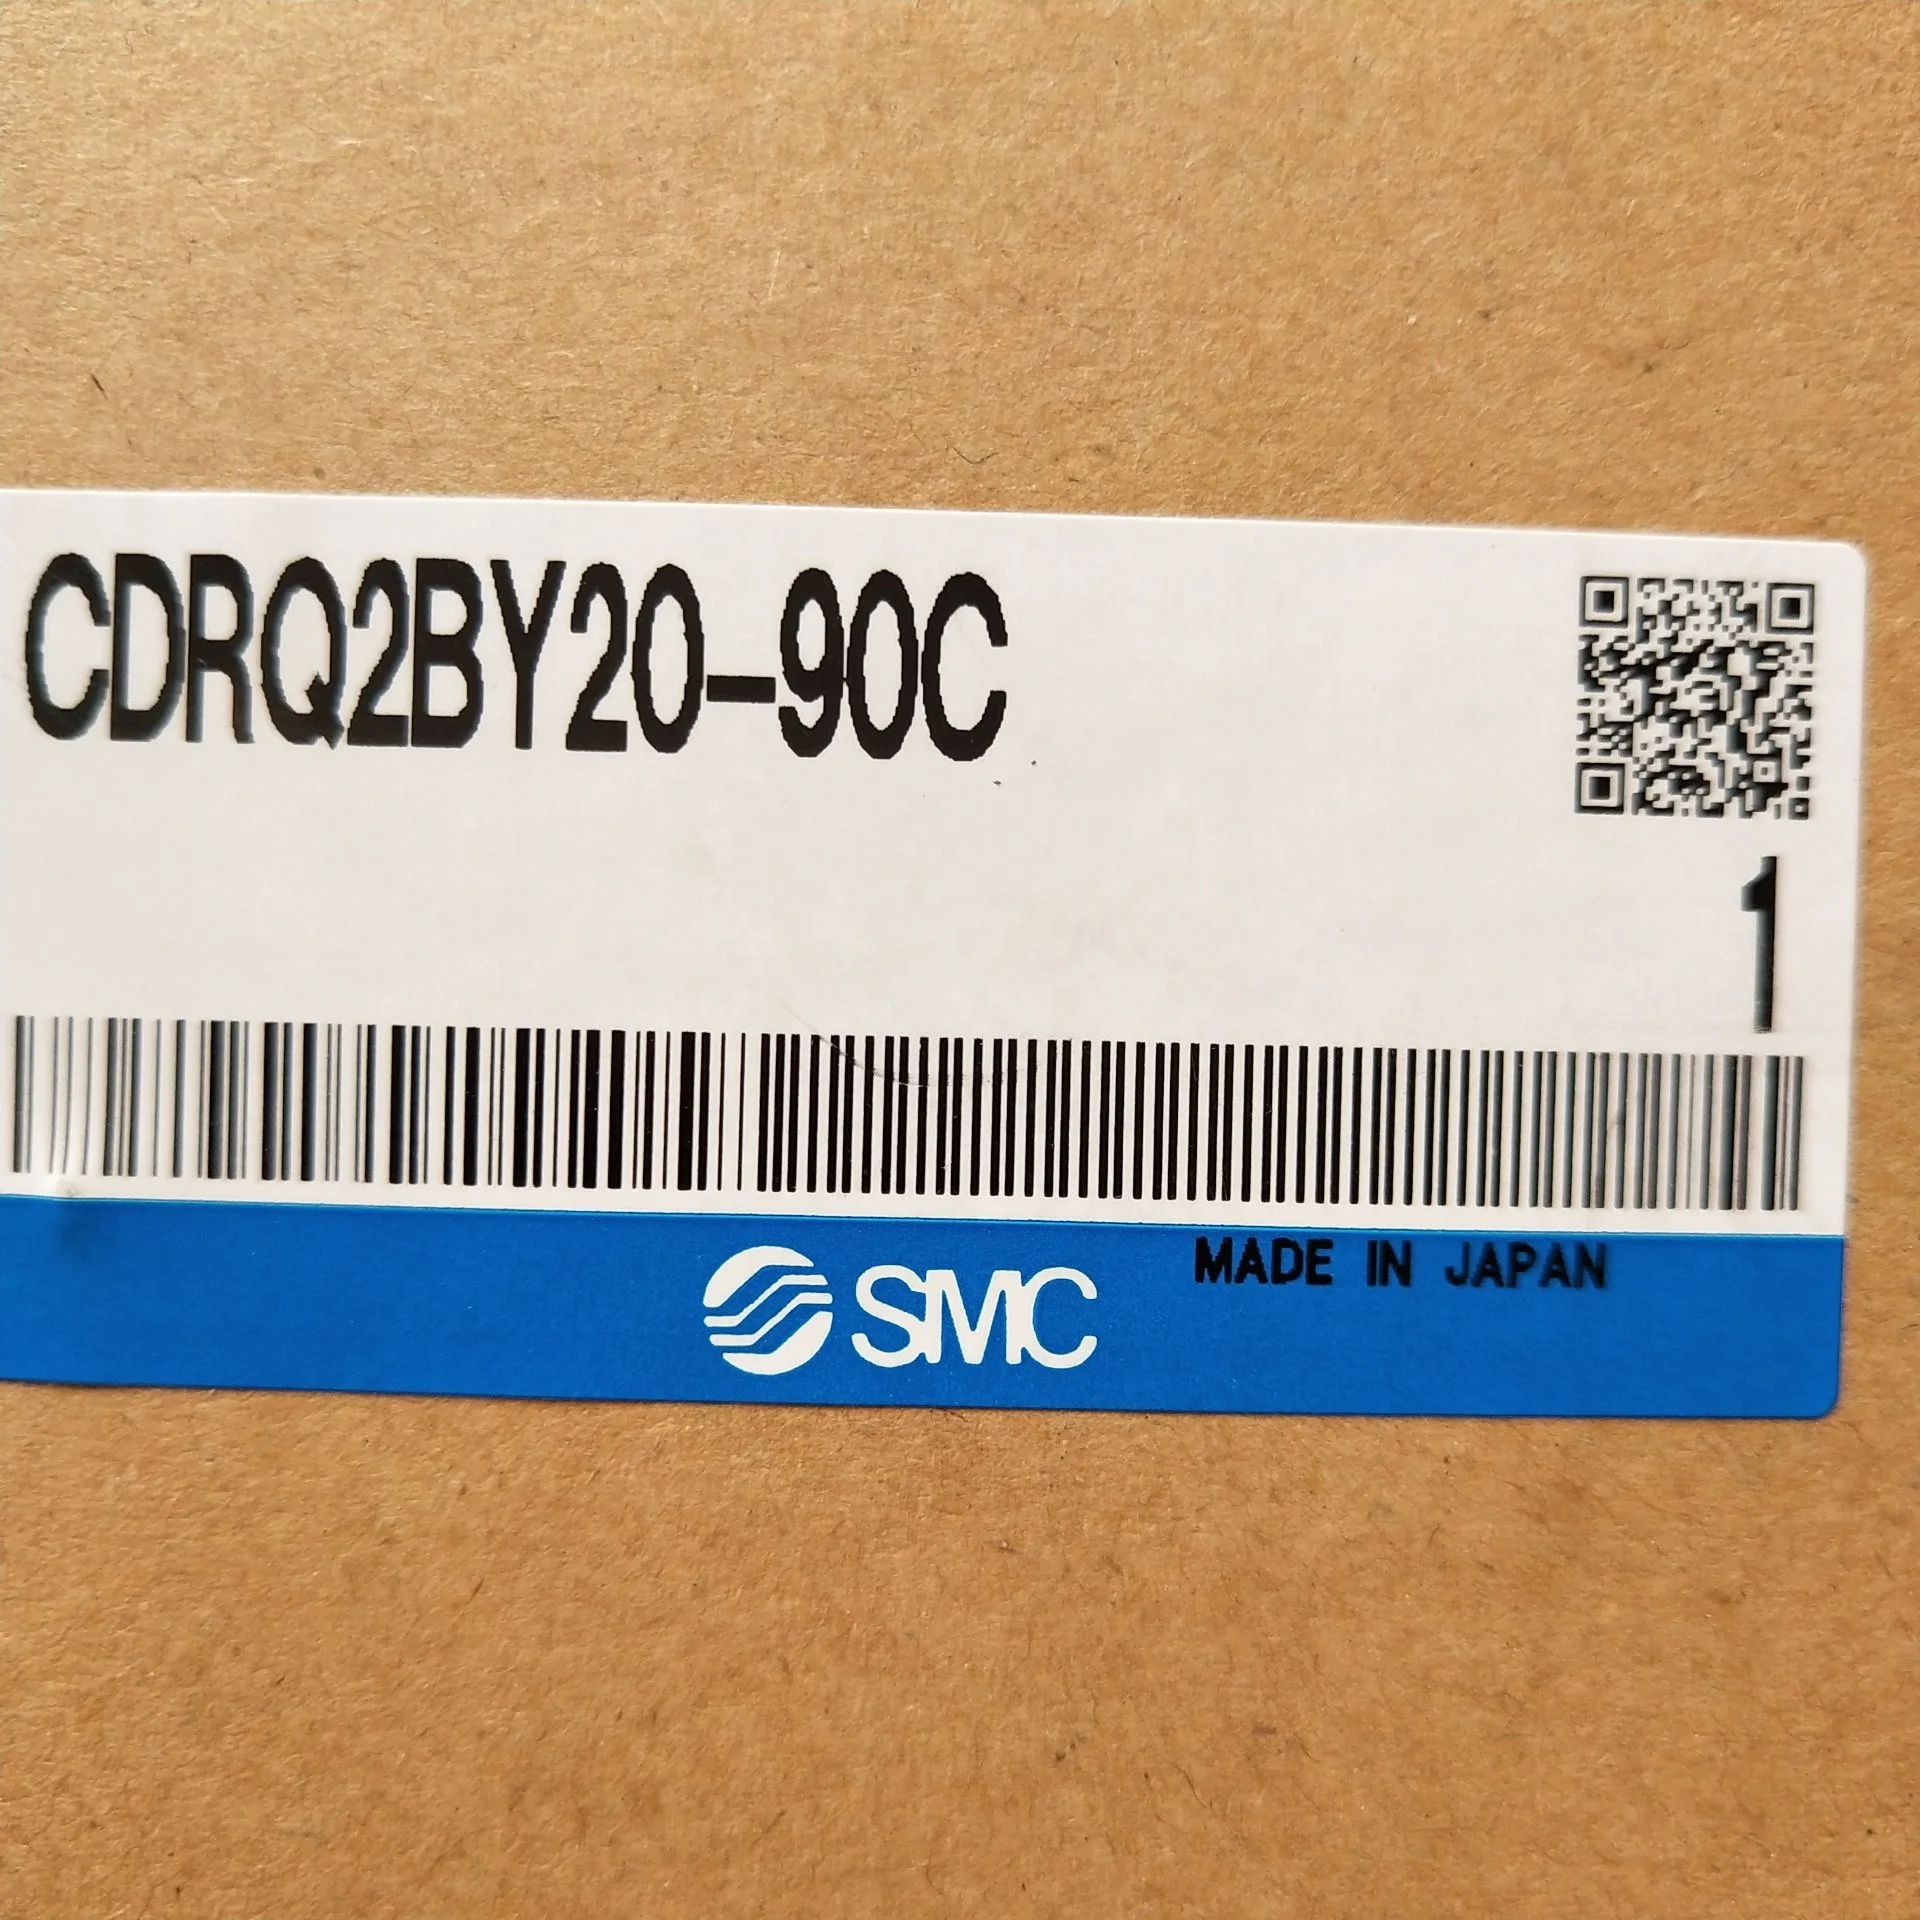 CDRQ2BY20-90C
1
SMC
MADE IN JAPAN